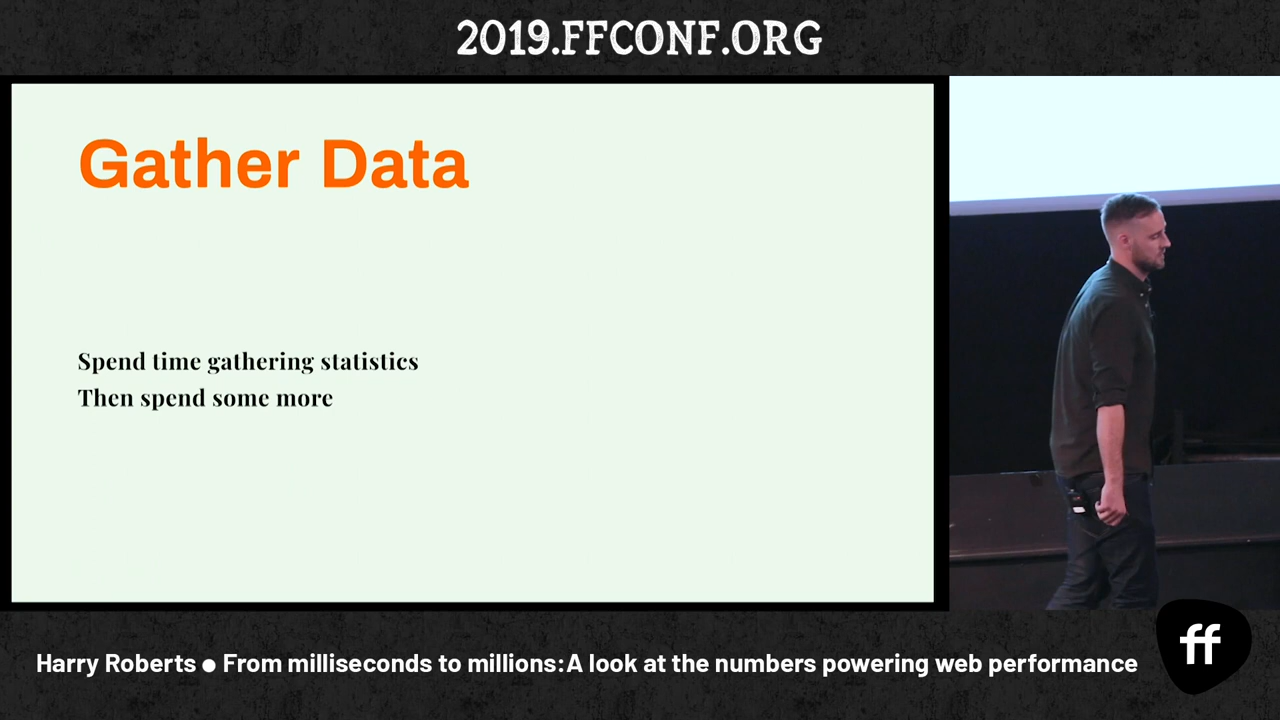 2019.FFCONF.ORG
Gather Data
Spend time gathering statistics
Then spend some more
Harry Roberts ● From milliseconds to millions:A look at the numbers powering web performance
ff